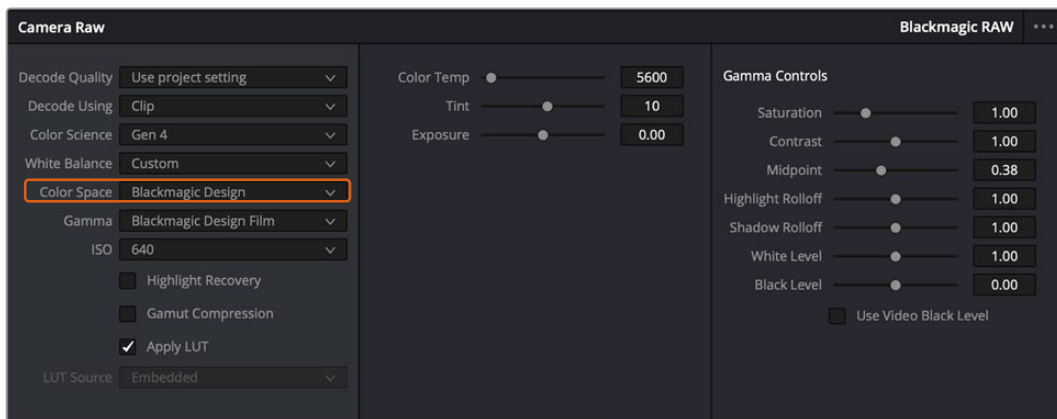 Camera Raw
Blackmagic RAW
Decode Quality Use project setting
Decode Using Clip
Color Science Gen 4
White Balance Custom
Color Space Blackmagic Design
Gamma Blackmagic Design Film
ISO 640
Highlight Recovery
Gamut Compression
Apply LUT
LUT Source Embedded
Color Temp 5600
Tint 10
Exposure 0.00
Gamma Controls
Saturation 1.00
Contrast 1.00
Midpoint 0.38
Highlight Rolloff 1.00
Shadow Rolloff 1.00
White Level 1.00
Black Level 0.00
Use Video Black Level